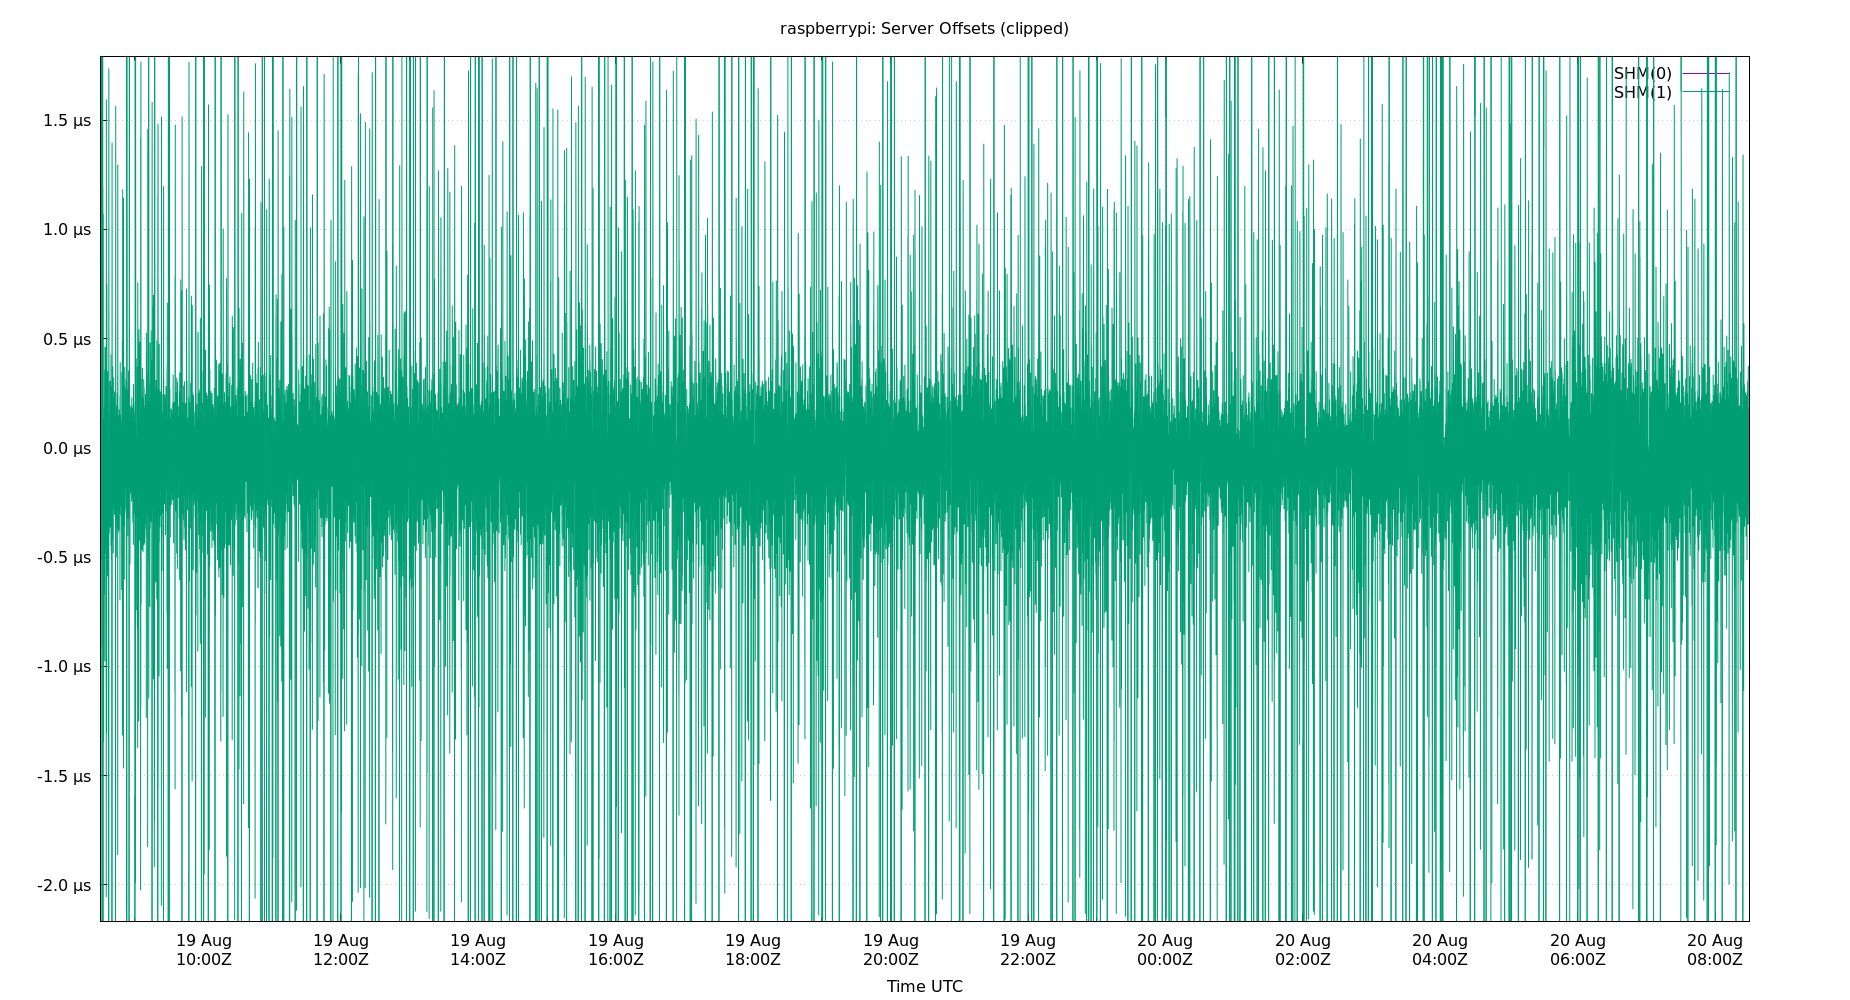 raspberrypi: Server Offsets (clipped)
SHM(0)
SHM(1)
1.5 µs
1.0 µs
0.5 µs
0.0 µs
-0.5 µs
-1.0 µs
-1.5 µs
-2.0 µs
19 Aug 19 Aug 19 Aug 19 Aug 19 Aug 19 Aug 19 Aug 20 Aug 20 Aug 20 Aug 20 Aug 20 Aug
10:00Z 12:00Z 14:00Z 16:00Z 18:00Z 20:00Z 22:00Z 00:00Z 02:00Z 04:00Z 06:00Z 08:00Z
Time UTC